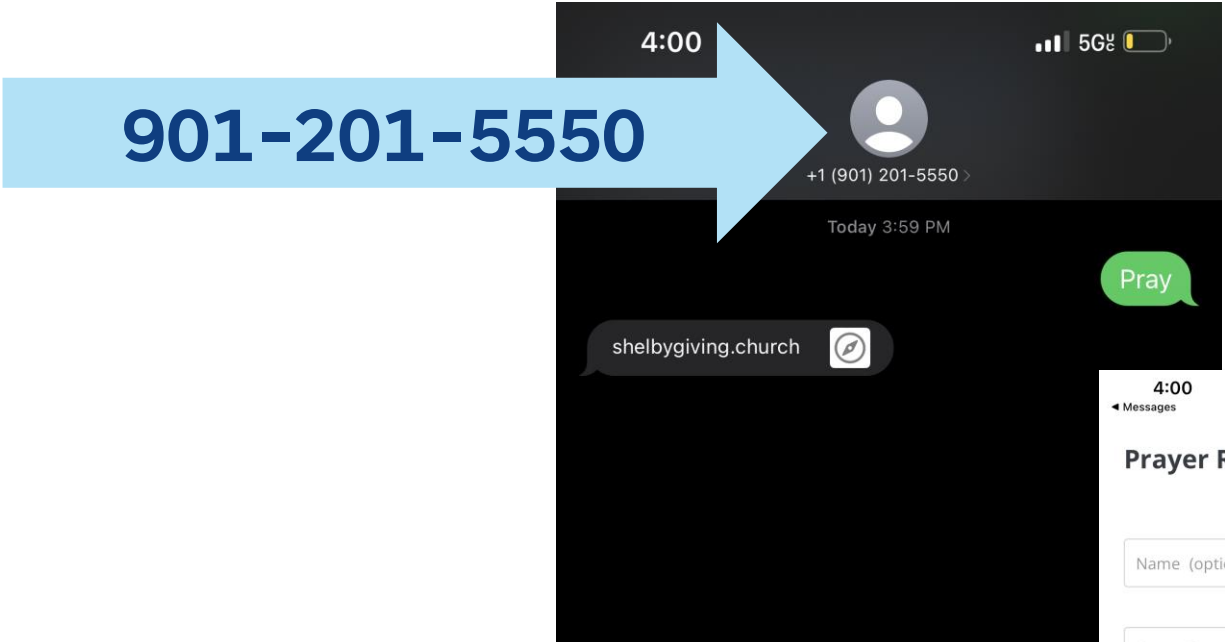 4:00
5G
901-201-5550
+1 (901) 201-5550 >
Today 3:59 PM
Pray
shelbygiving.church
4:00
◀ Messages
Prayer
Name